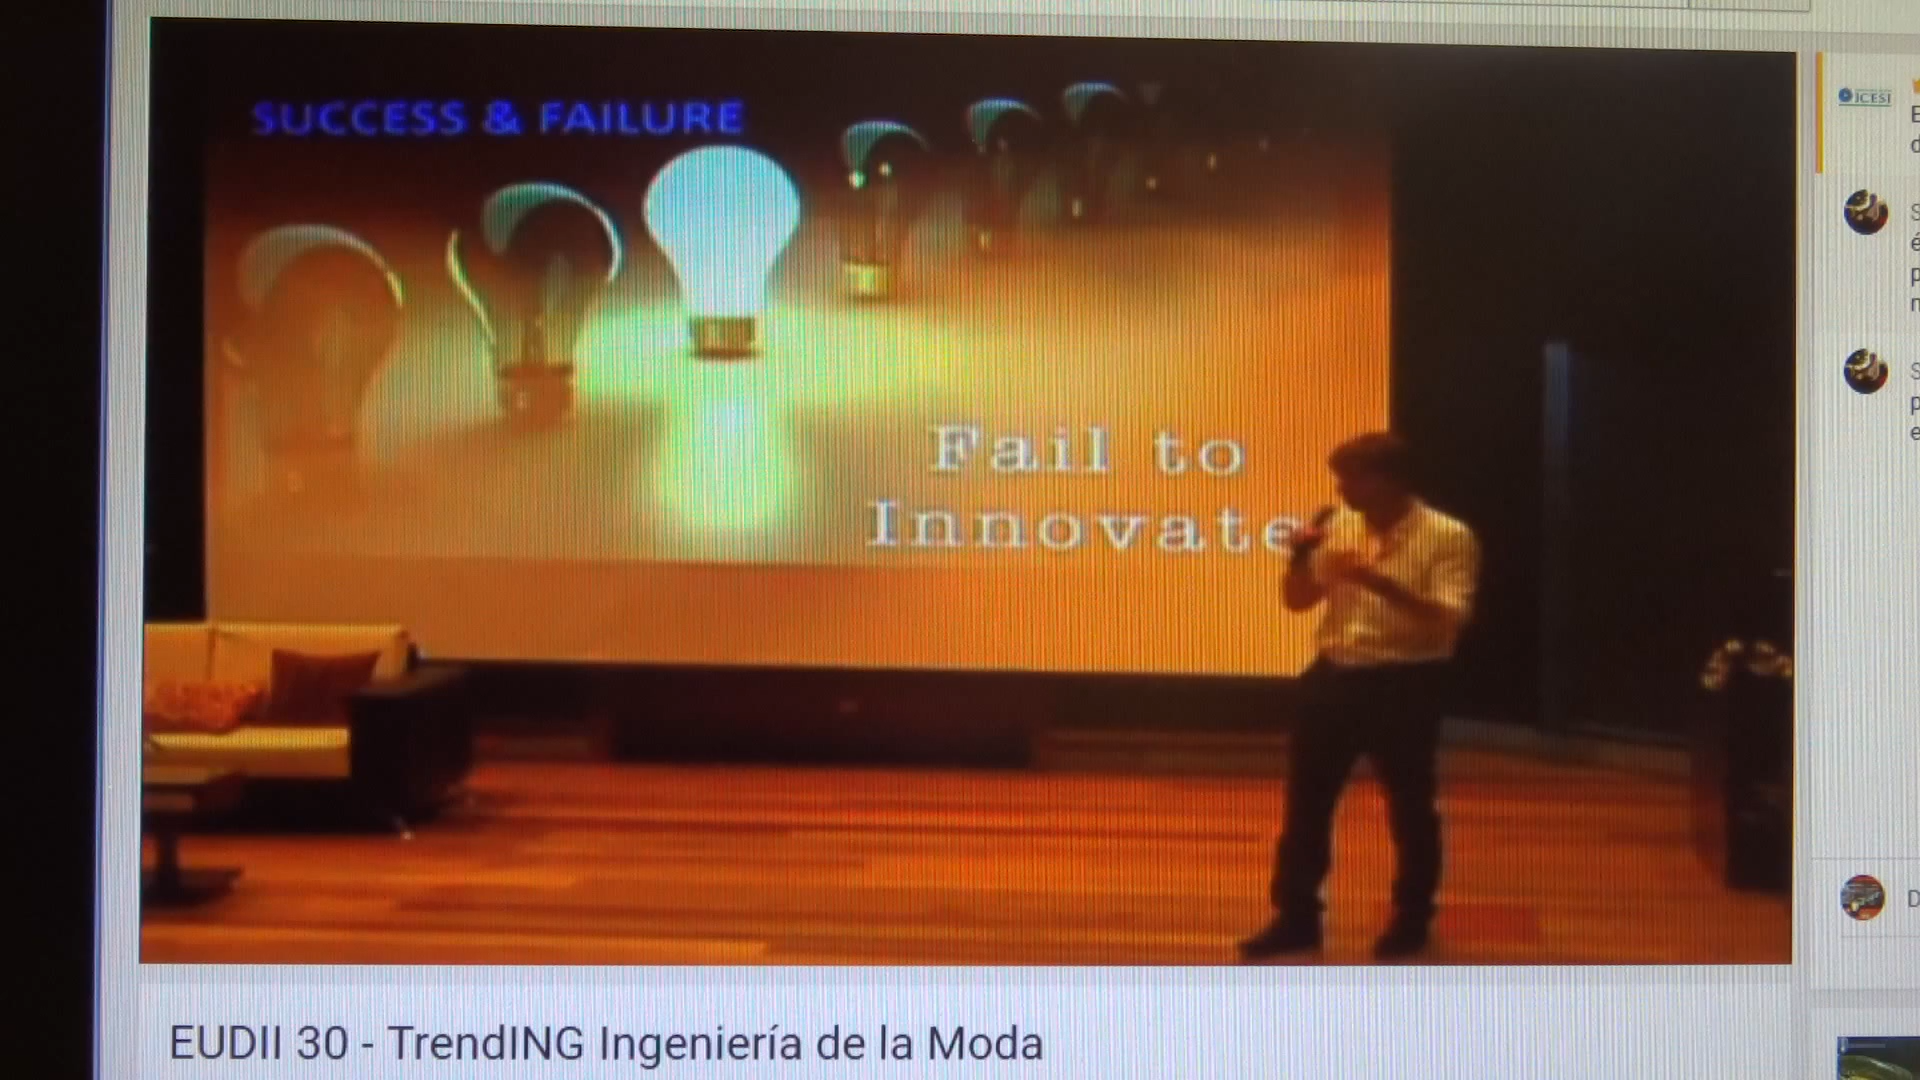 SUCCESS & FAILURE
Fail to
Innovate
EUDII 30 - TrendING Ingeniería de la Moda
ICESI